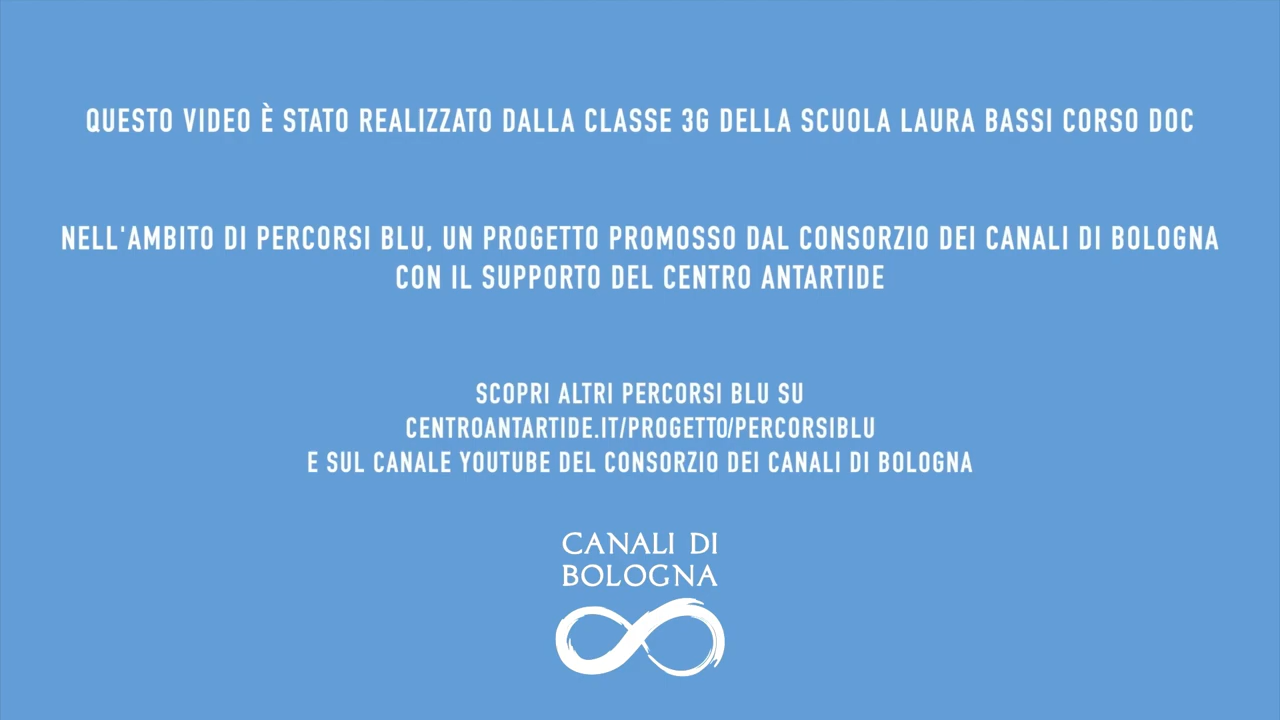 QUESTO VIDEO È STATO REALIZZATO DALLA CLASSE 3G DELLA SCUOLA LAURA BASSI CORSO DOC
NELL'AMBITO DI PERCORSI BLU, UN PROGETTO PROMOSSO DAL CONSORZIO DEI CANALI DI BOLOGNA
CON IL SUPPORTO DEL CENTRO ANTARTIDE
SCOPRI ALTRI PERCORSI BLU SU
CENTROANTARTIDE.IT/PROGETTO/PERCORSIBLU
E SUL CANALE YOUTUBE DEL CONSORZIO DEI CANALI DI BOLOGNA
CANALI DI
BOLOGNA